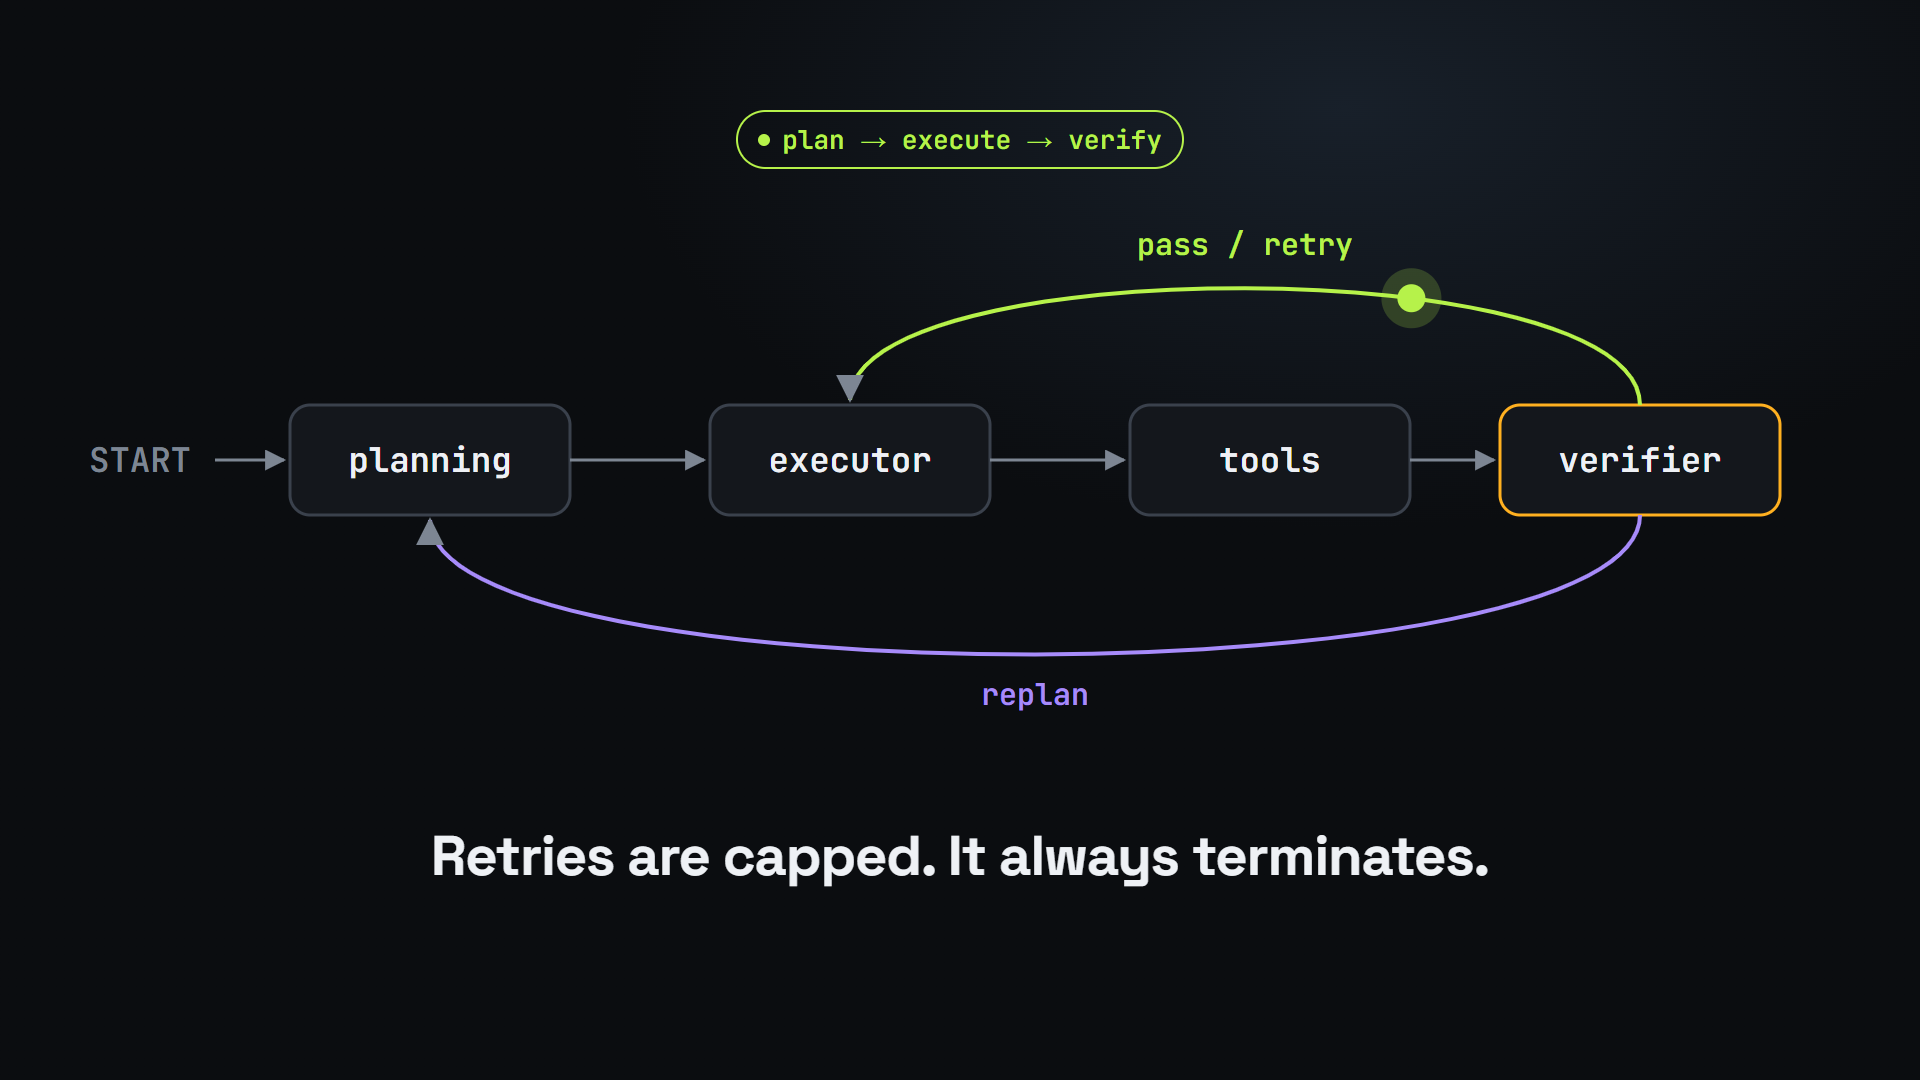 plan → execute → verify
pass / retry
START
planning
executor
tools
verifier
replan
Retries are capped. It always terminates.